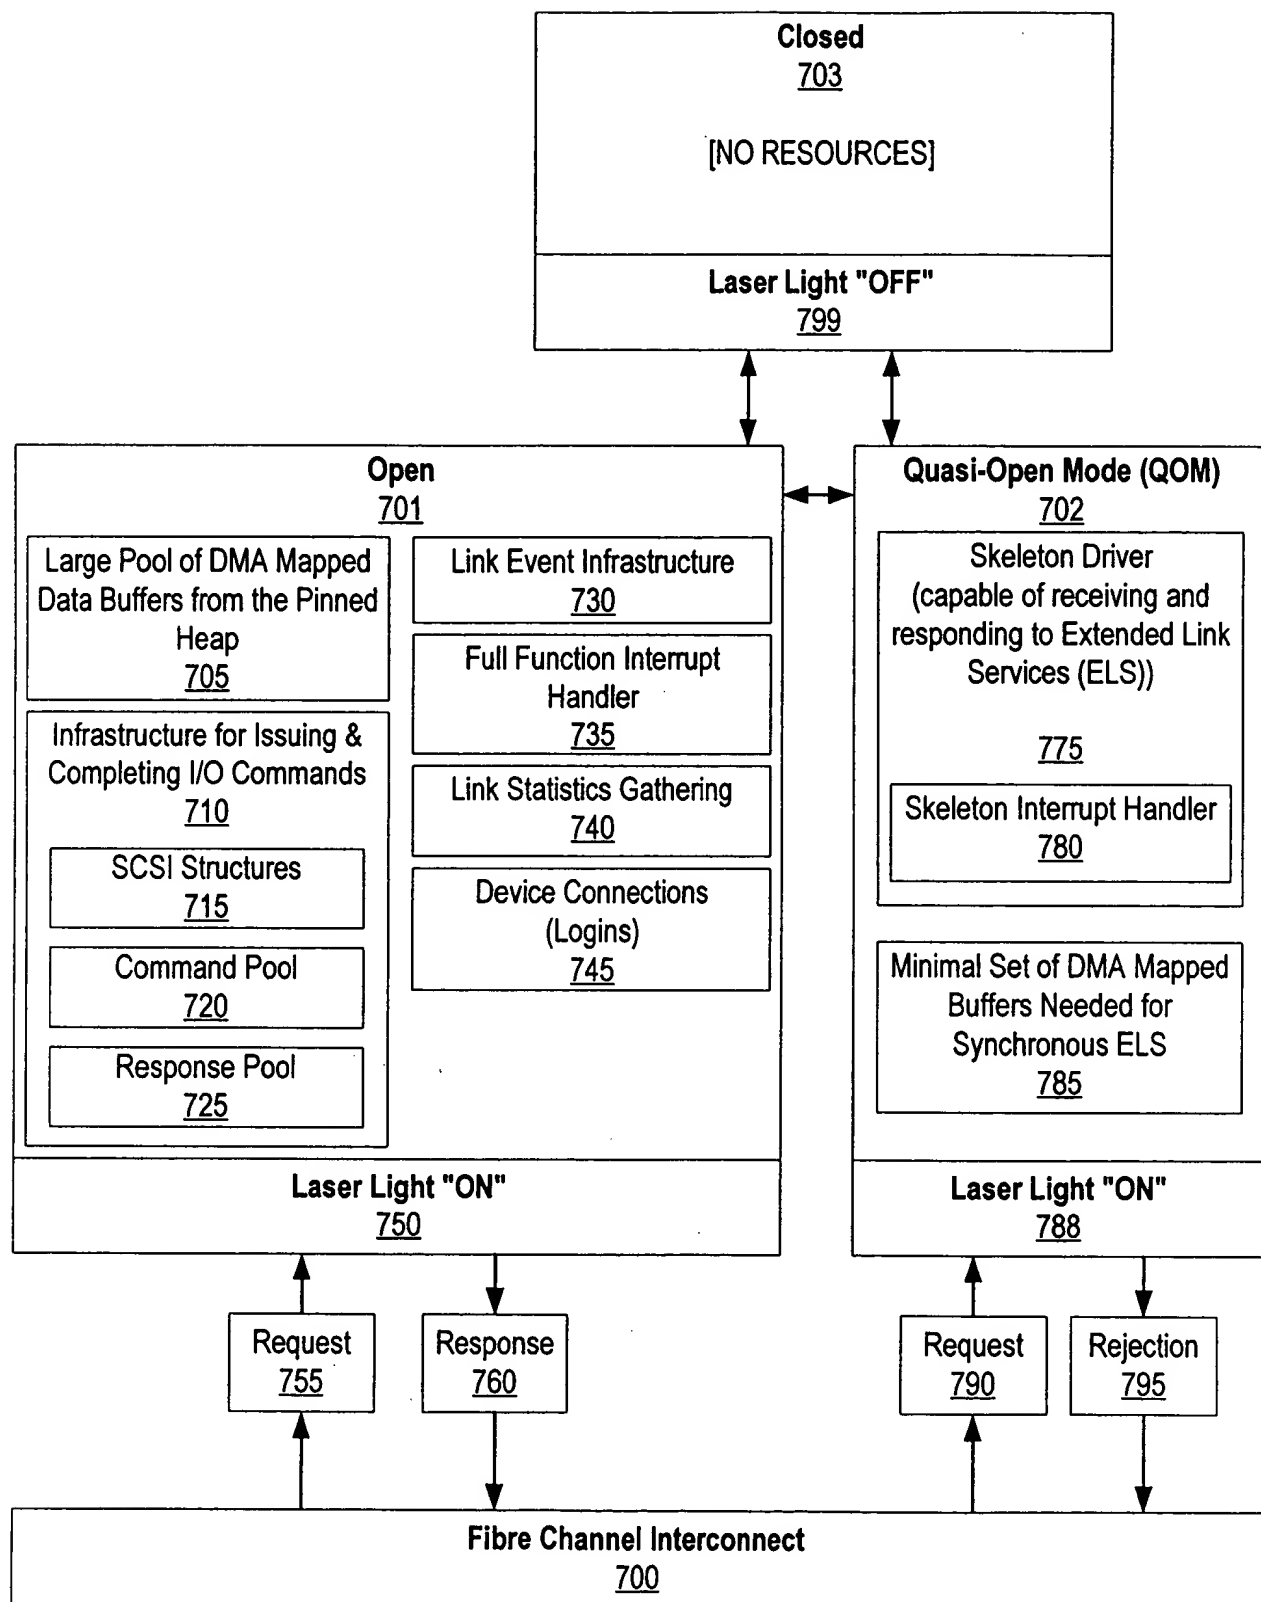 Closed
703
[NO RESOURCES]
Laser Light "OFF"
799
Open
701
Large Pool of DMA Mapped
Data Buffers from the Pinned
Heap
705
Infrastructure for Issuing &
Completing I/O Commands
710
SCSI Structures
715
Command Pool
720
Response Pool
725
Link Event Infrastructure
730
Full Function Interrupt
Handler
735
Link Statistics Gathering
740
Device Connections
(Logins)
745
Laser Light "ON"
750
Quasi-Open Mode (QOM)
702
Skeleton Driver
(capable of receiving and
responding to Extended Link
Services (ELS))
775
Skeleton Interrupt Handler
780
Minimal Set of DMA Mapped
Buffers Needed for
Synchronous ELS
785
Laser Light "ON"
788
Request
755
Response
760
Request
790
Rejection
795
Fibre Channel Interconnect
700